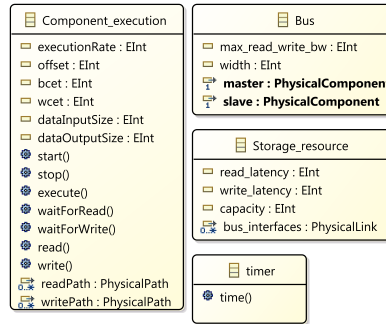 Component_execution
executionRate : EInt
offset : EInt
bcet : EInt
wcet : EInt
dataInputSize : EInt
dataOutputSize : EInt
start()
stop()
execute()
waitForRead()
waitForWrite()
read()
write()
0..* readPath : PhysicalPath
0..* writePath : PhysicalPath
Bus
max_read_write_bw : EInt
width : EInt
1 master : PhysicalComponent
1 slave : PhysicalComponent
Storage_resource
read_latency : EInt
write_latency : EInt
capacity : EInt
0..* bus_interfaces : PhysicalLink
timer
time()